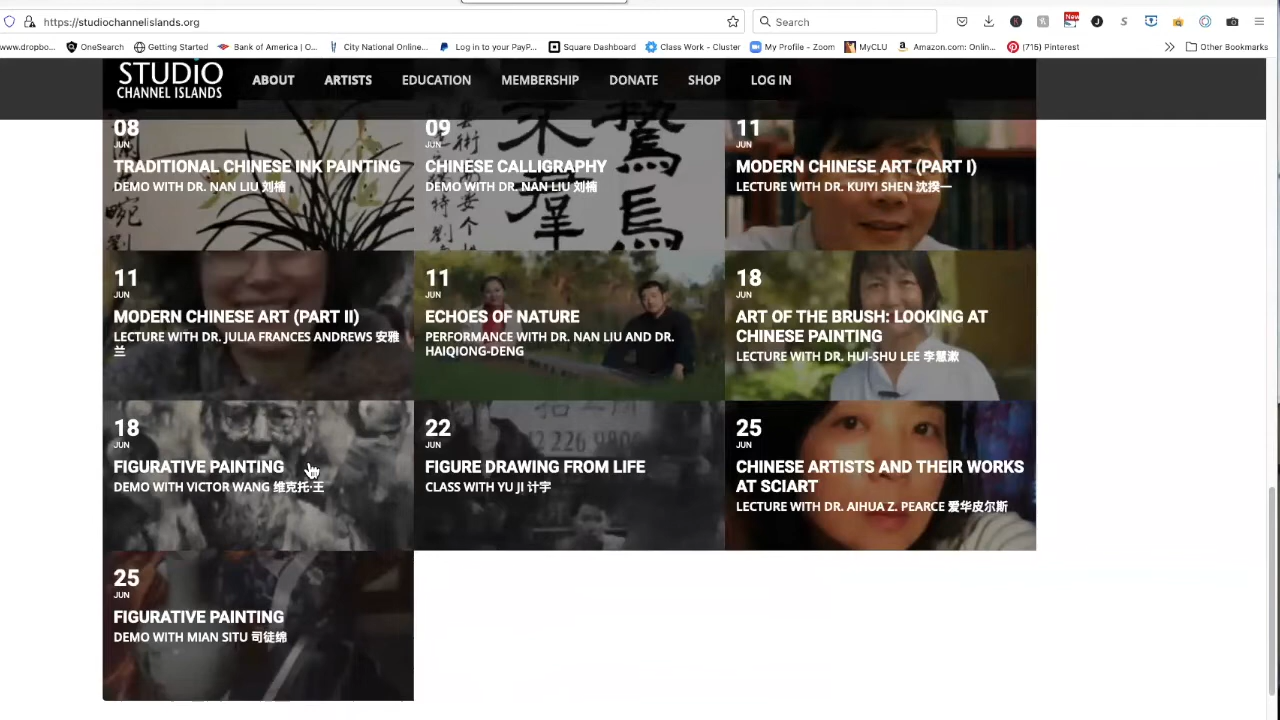 https://studiochannelislands.org
Search
New
www.dropbo...
OneSearch
Getting Started
Bank of America | O...
City National Online...
Log in to your PayP...
Square Dashboard
Class Work - Cluster
My Profile - Zoom
MyCLU
Amazon.com: Onlin...
(715) Pinterest
Other Bookmarks
STUDIO
CHANNEL ISLANDS
ABOUT
ARTISTS
EDUCATION
MEMBERSHIP
DONATE
SHOP
LOG IN
08
JUN
TRADITIONAL CHINESE INK PAINTING
DEMO WITH DR. NAN LIU 刘楠
09
JUN
CHINESE CALLIGRAPHY
DEMO WITH DR. NAN LIU 刘楠
11
JUN
MODERN CHINESE ART (PART I)
LECTURE WITH DR. KUIYI SHEN 沈揆一
11
JUN
MODERN CHINESE ART (PART II)
LECTURE WITH DR. JULIA FRANCES ANDREWS 安雅
兰
11
JUN
ECHOES OF NATURE
PERFORMANCE WITH DR. NAN LIU AND DR.
HAIQIONG-DENG
18
JUN
ART OF THE BRUSH: LOOKING AT
CHINESE PAINTING
LECTURE WITH DR. HUI-SHU LEE 李慧漱
18
JUN
FIGURATIVE PAINTING
DEMO WITH VICTOR WANG 维克托·王
22
JUN
FIGURE DRAWING FROM LIFE
CLASS WITH YU JI 计宇
25
JUN
CHINESE ARTISTS AND THEIR WORKS
AT SCIART
LECTURE WITH DR. AIHUA Z. PEARCE 爱华皮尔斯
25
JUN
FIGURATIVE PAINTING
DEMO WITH MIAN SITU 司徒绵